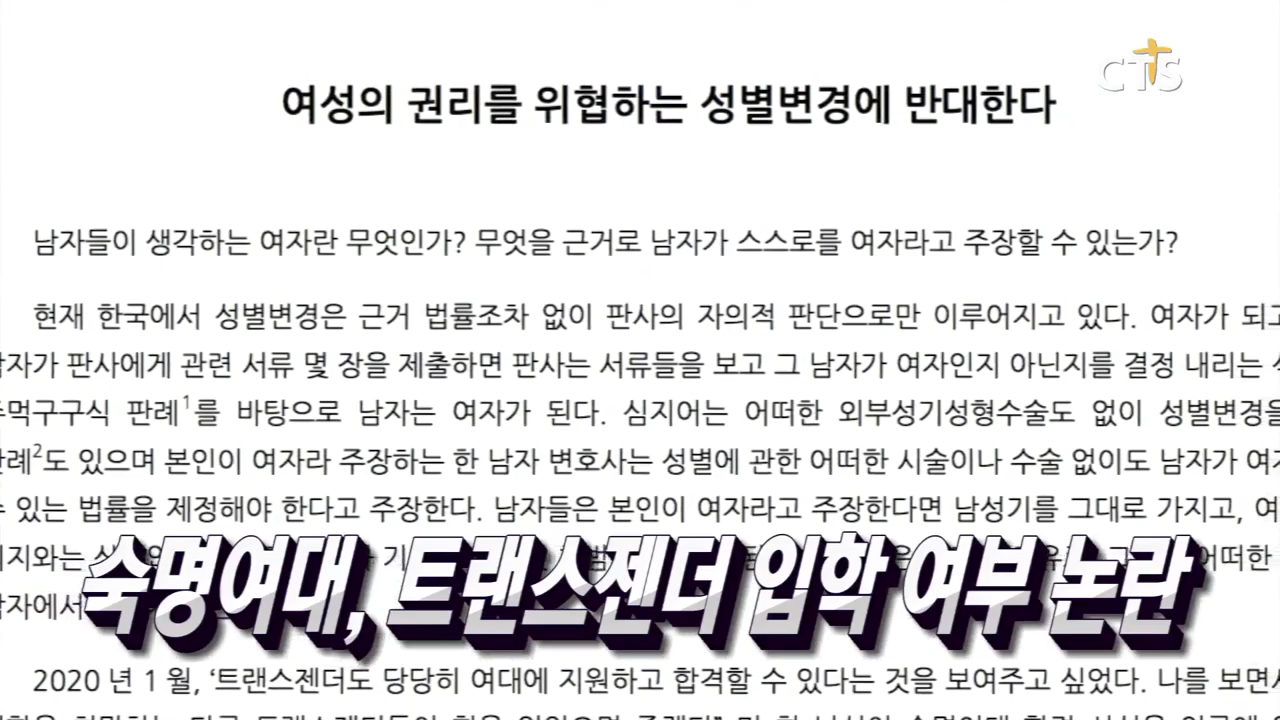 CTS
여성의 권리를 위협하는 성별변경에 반대한다
남자들이 생각하는 여자란 무엇인가? 무엇을 근거로 남자가 스스로를 여자라고 주장할 수 있는가?
현재 한국에서 성별변경은 근거 법률조차 없이 판사의 자의적 판단으로만 이루어지고 있다. 여자가 되고
판사에게 관련 서류 몇 장을 제출하면 판사는 서류들을 보고 그 남자가 여자인지 아닌지를 결정 내리는
판례1를 바탕으로 남자는 여자가 된다. 심지어는 어떠한 외부성기성형수술도 없이 성별변경을
도 있으며 본인이 여자라 주장하는 한 남자 변호사는 성별에 관한 어떠한 시술이나 수술 없이도 남자가
있는 법률을 제정해야 한다고 주장한다. 남자들은 본인이 여자라고 주장한다면 남성기를 그대로 가지고, 여
어떠한
숙명여대, 트랜스젠더 입학 여부 논란
2020 년 1 월, ‘트랜스젠더도 당당히 여대에 지원하고 합격할 수 있다는 것을 보여주고 싶었다. 나를 보면서